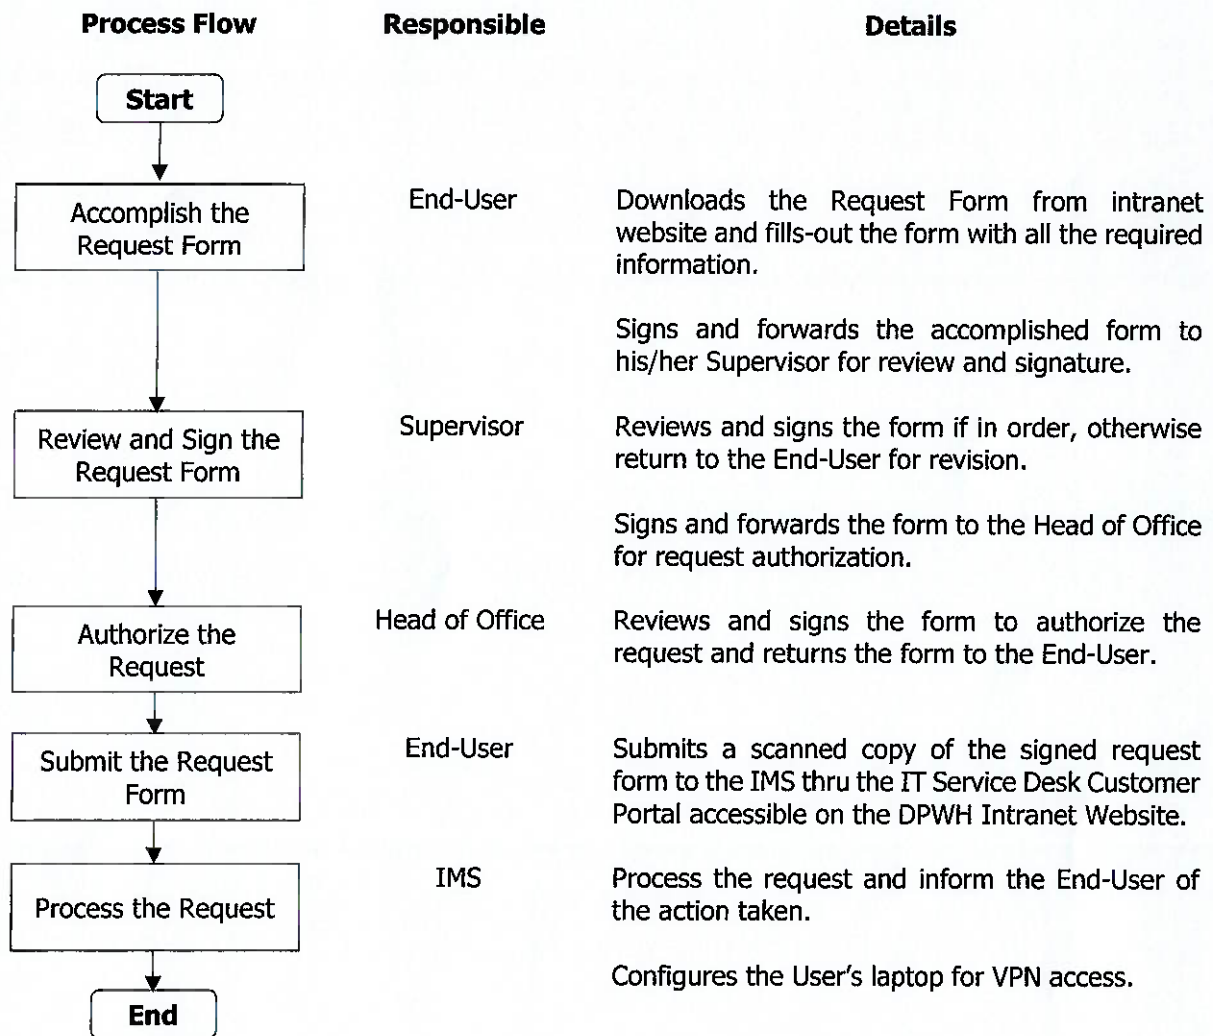 Process Flow Responsible Details
Start
Accomplish the
Request Form
End-User
Downloads the Request Form from intranet
website and fills-out the form with all the required
information.
Signs and forwards the accomplished form to
his/her Supervisor for review and signature.
Review and Sign the
Request Form
Supervisor
Reviews and signs the form if in order, otherwise
return to the End-User for revision.
Signs and forwards the form to the Head of Office
for request authorization.
Authorize the
Request
Head of Office
Reviews and signs the form to authorize the
request and returns the form to the End-User.
Submit the Request
Form
End-User
Submits a scanned copy of the signed request
form to the IMS thru the IT Service Desk Customer
Portal accessible on the DPWH Intranet Website.
Process the Request
IMS
Process the request and inform the End-User of
the action taken.
Configures the User's laptop for VPN access.
End